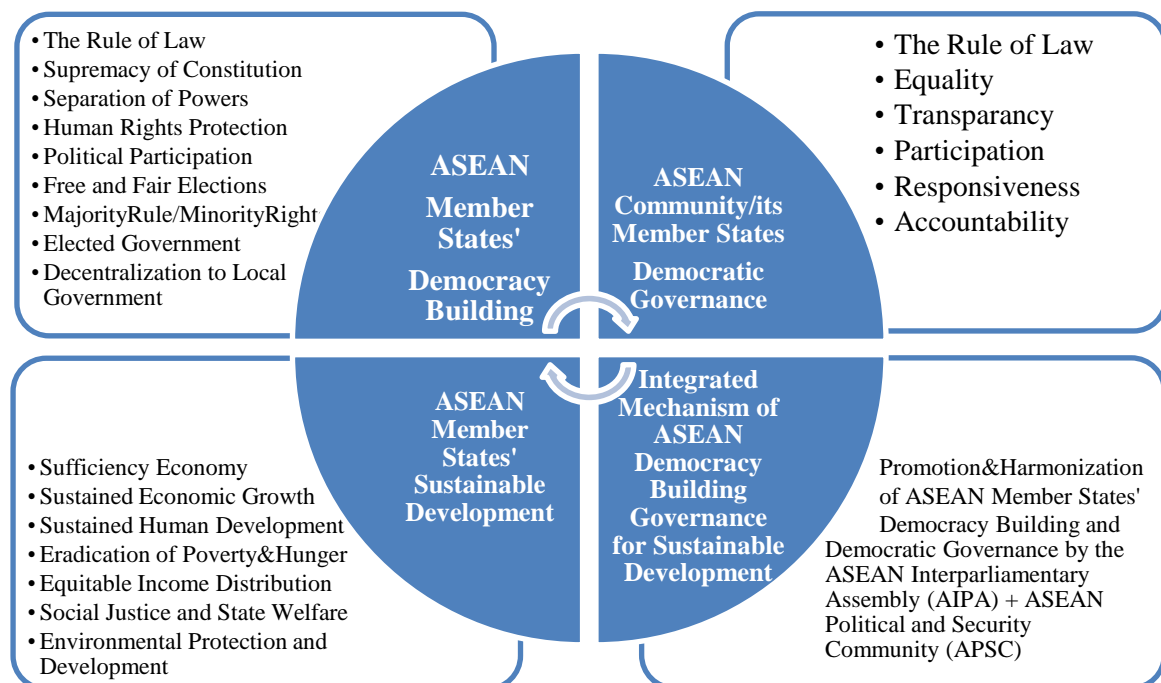 • The Rule of Law
• Supremacy of Constitution
• Separation of Powers
• Human Rights Protection
• Political Participation
• Free and Fair Elections
• MajorityRule/MinorityRight
• Elected Government
• Decentralization to Local
Government
ASEAN
Member
States'
Democracy
Building
ASEAN
Community/its
Member States
Democratic
Governance
• The Rule of Law
• Equality
• Transparancy
• Participation
• Responsiveness
• Accountability
• Sufficiency Economy
• Sustained Economic Growth
• Sustained Human Development
• Eradication of Poverty&Hunger
• Equitable Income Distribution
• Social Justice and State Welfare
• Environmental Protection and
Development
ASEAN
Member
States'
Sustainable
Development
Integrated
Mechanism of
ASEAN
Democracy
Building
Governance
for Sustainable
Development
Promotion&Harmonization
of ASEAN Member States'
Democracy Building and
Democratic Governance by the
ASEAN Interparliamentary
Assembly (AIPA) + ASEAN
Political and Security
Community (APSC)